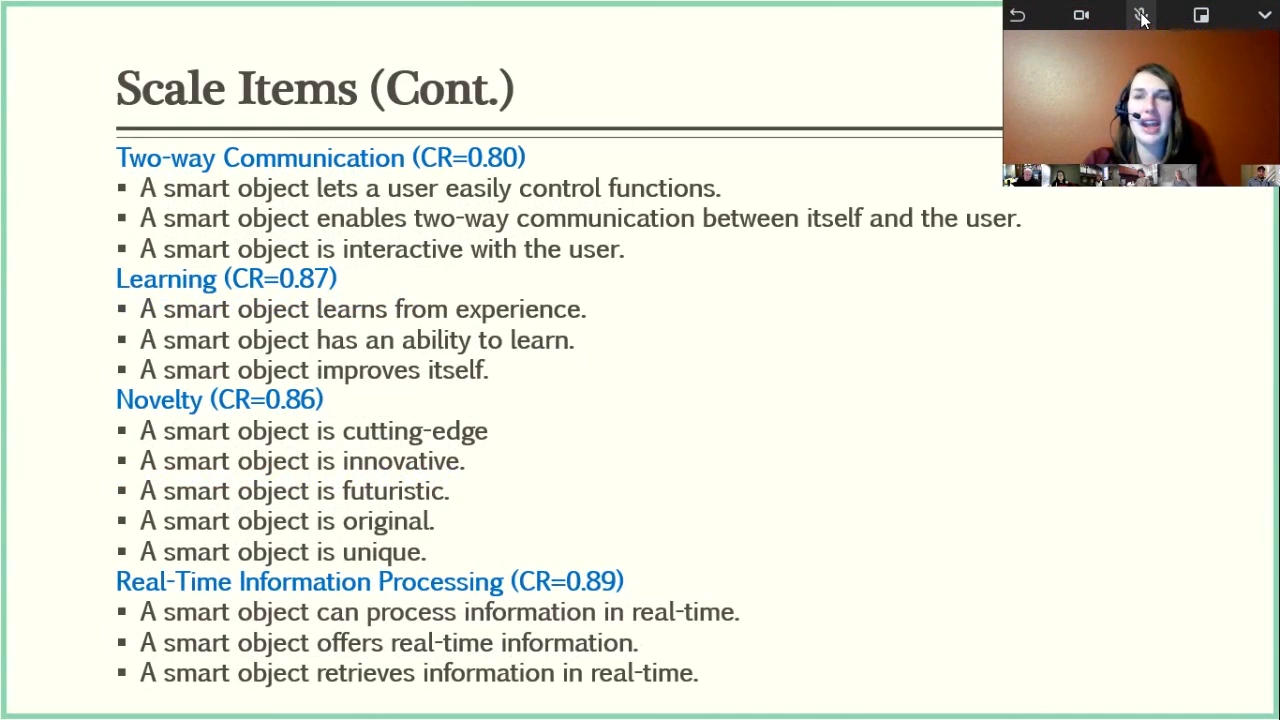 Scale Items (Cont.)
Two-way Communication (CR=0.80)
▪ A smart object lets a user easily control functions.
▪ A smart object enables two-way communication between itself and the user.
▪ A smart object is interactive with the user.
Learning (CR=0.87)
▪ A smart object learns from experience.
▪ A smart object has an ability to learn.
▪ A smart object improves itself.
Novelty (CR=0.86)
▪ A smart object is cutting-edge
▪ A smart object is innovative.
▪ A smart object is futuristic.
▪ A smart object is original.
▪ A smart object is unique.
Real-Time Information Processing (CR=0.89)
▪ A smart object can process information in real-time.
▪ A smart object offers real-time information.
▪ A smart object retrieves information in real-time.